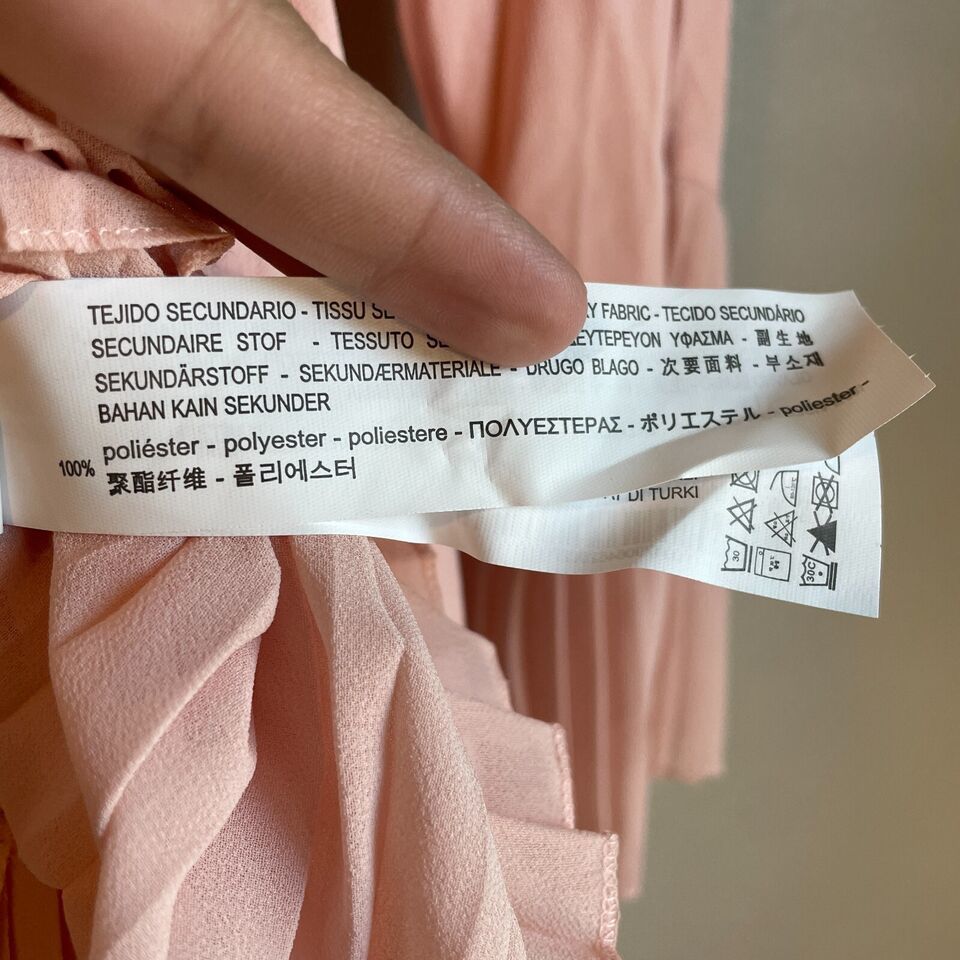 TEJIDO SECUNDARIO - TISSU FABRIC - TECIDO SECUNDÁRIO
SECUNDAIRE STOF - TESSUTO ΥΦΑΣΜΑ - 副生地
SEKUNDÄRSTOFF - SEKUNDÆRMATERIALE - DRUGO BLAGO - 次要面料 - 부소재
BAHAN KAIN SEKUNDER
100% poliéster - polyester - poliestere - ΠΟΛΥΕΣΤΕΡΑΣ - ポリエステル - poliester -
聚酯纤维 - 폴리에스터
DI TURKI
30
30C